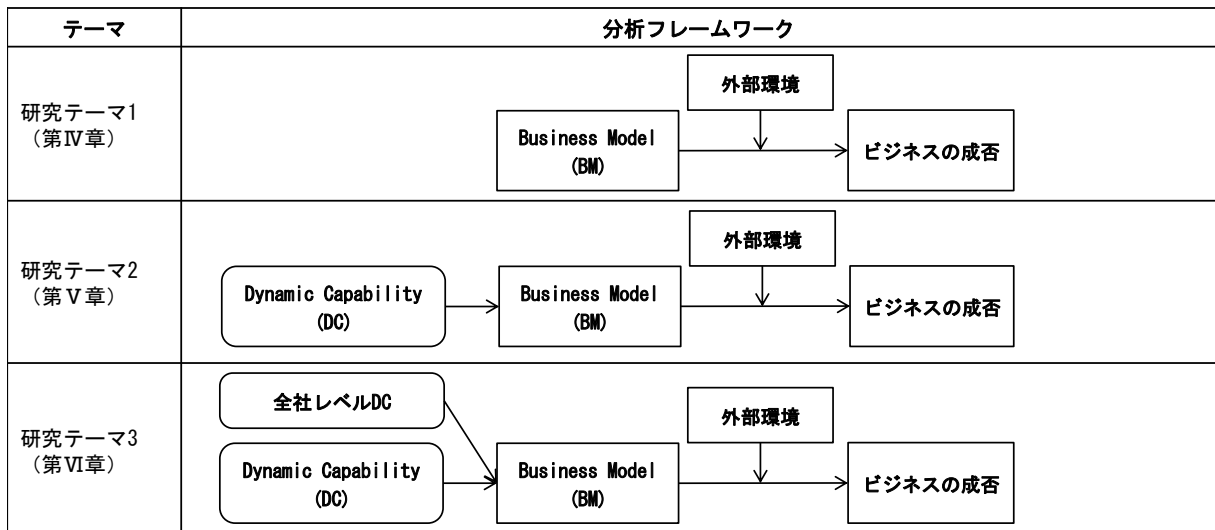 テーマ
分析フレームワーク
研究テーマ1
(第Ⅳ章)
外部環境
Business Model
(BM)
ビジネスの成否
研究テーマ2
(第Ⅴ章)
外部環境
Dynamic Capability
(DC)
Business Model
(BM)
ビジネスの成否
研究テーマ3
(第Ⅵ章)
全社レベルDC
外部環境
Dynamic Capability
(DC)
Business Model
(BM)
ビジネスの成否